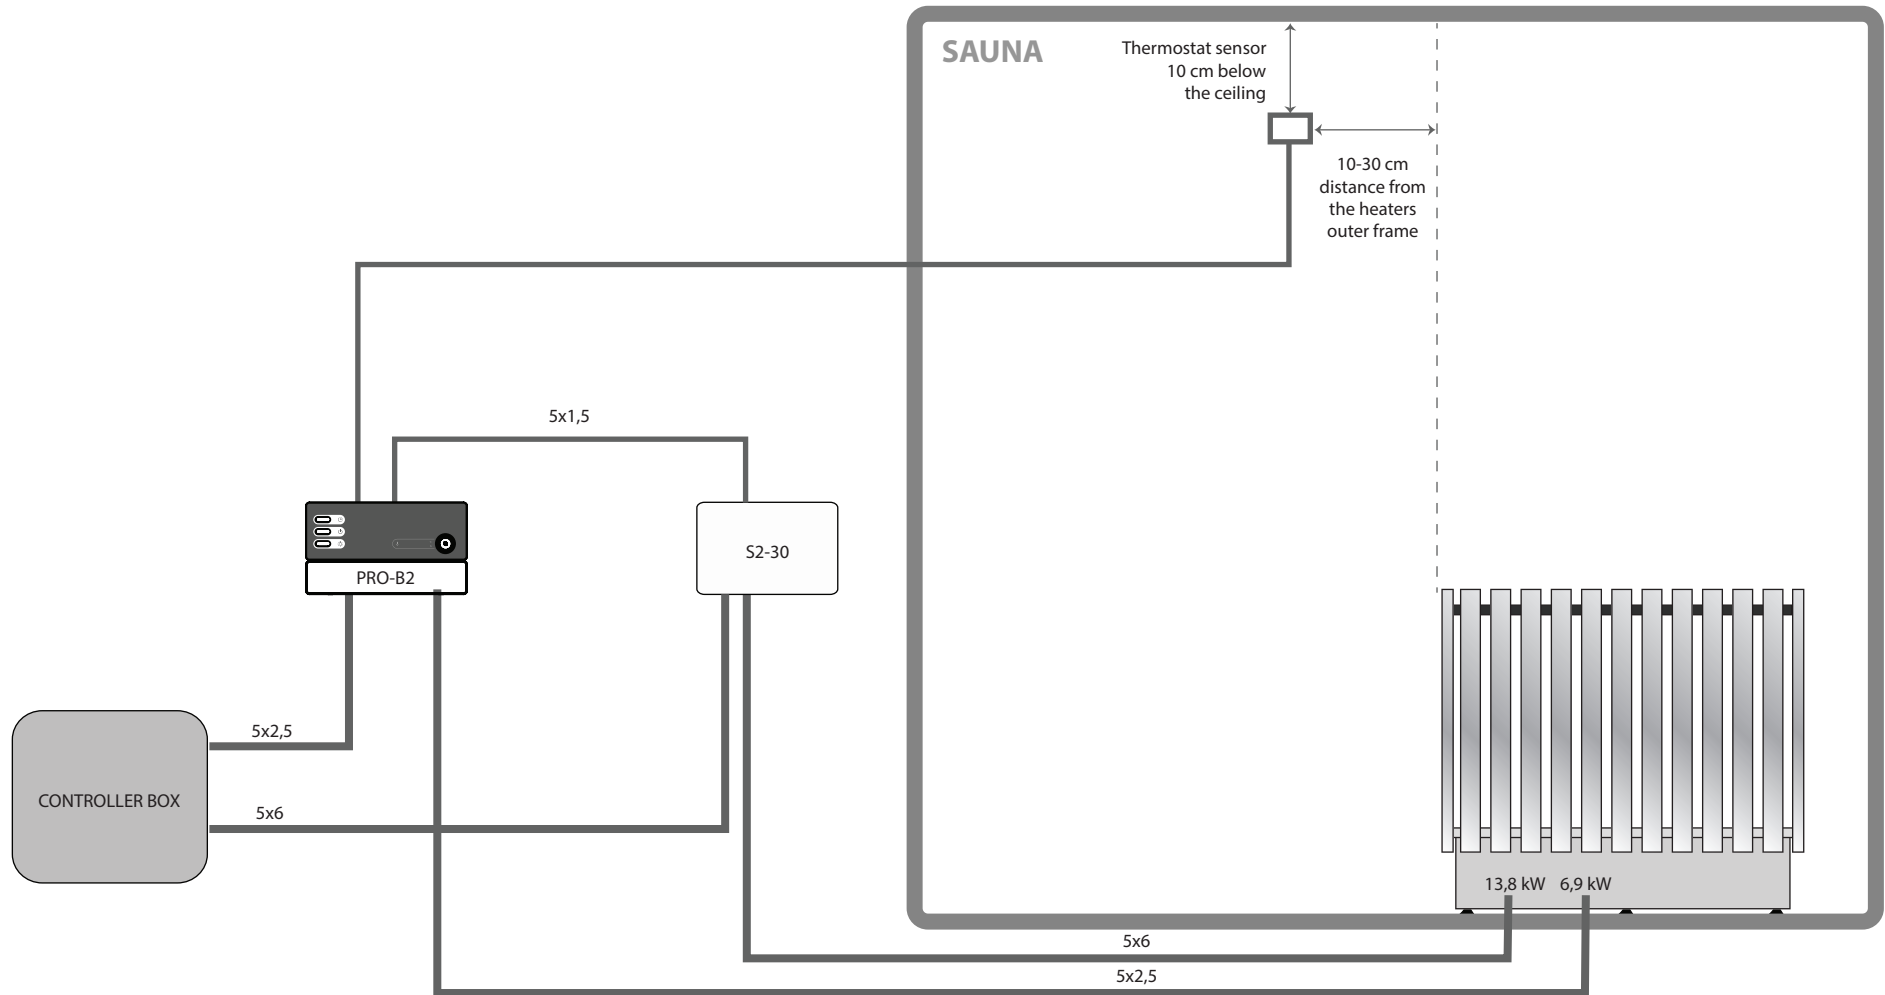 SAUNA
Thermostat sensor
10 cm below
the ceiling
10-30 cm
distance from
the heaters
outer frame
5x1,5
PRO-B2
S2-30
5x2,5
CONTROLLER BOX
5x6
13,8 kW
6,9 kW
5x6
5x2,5